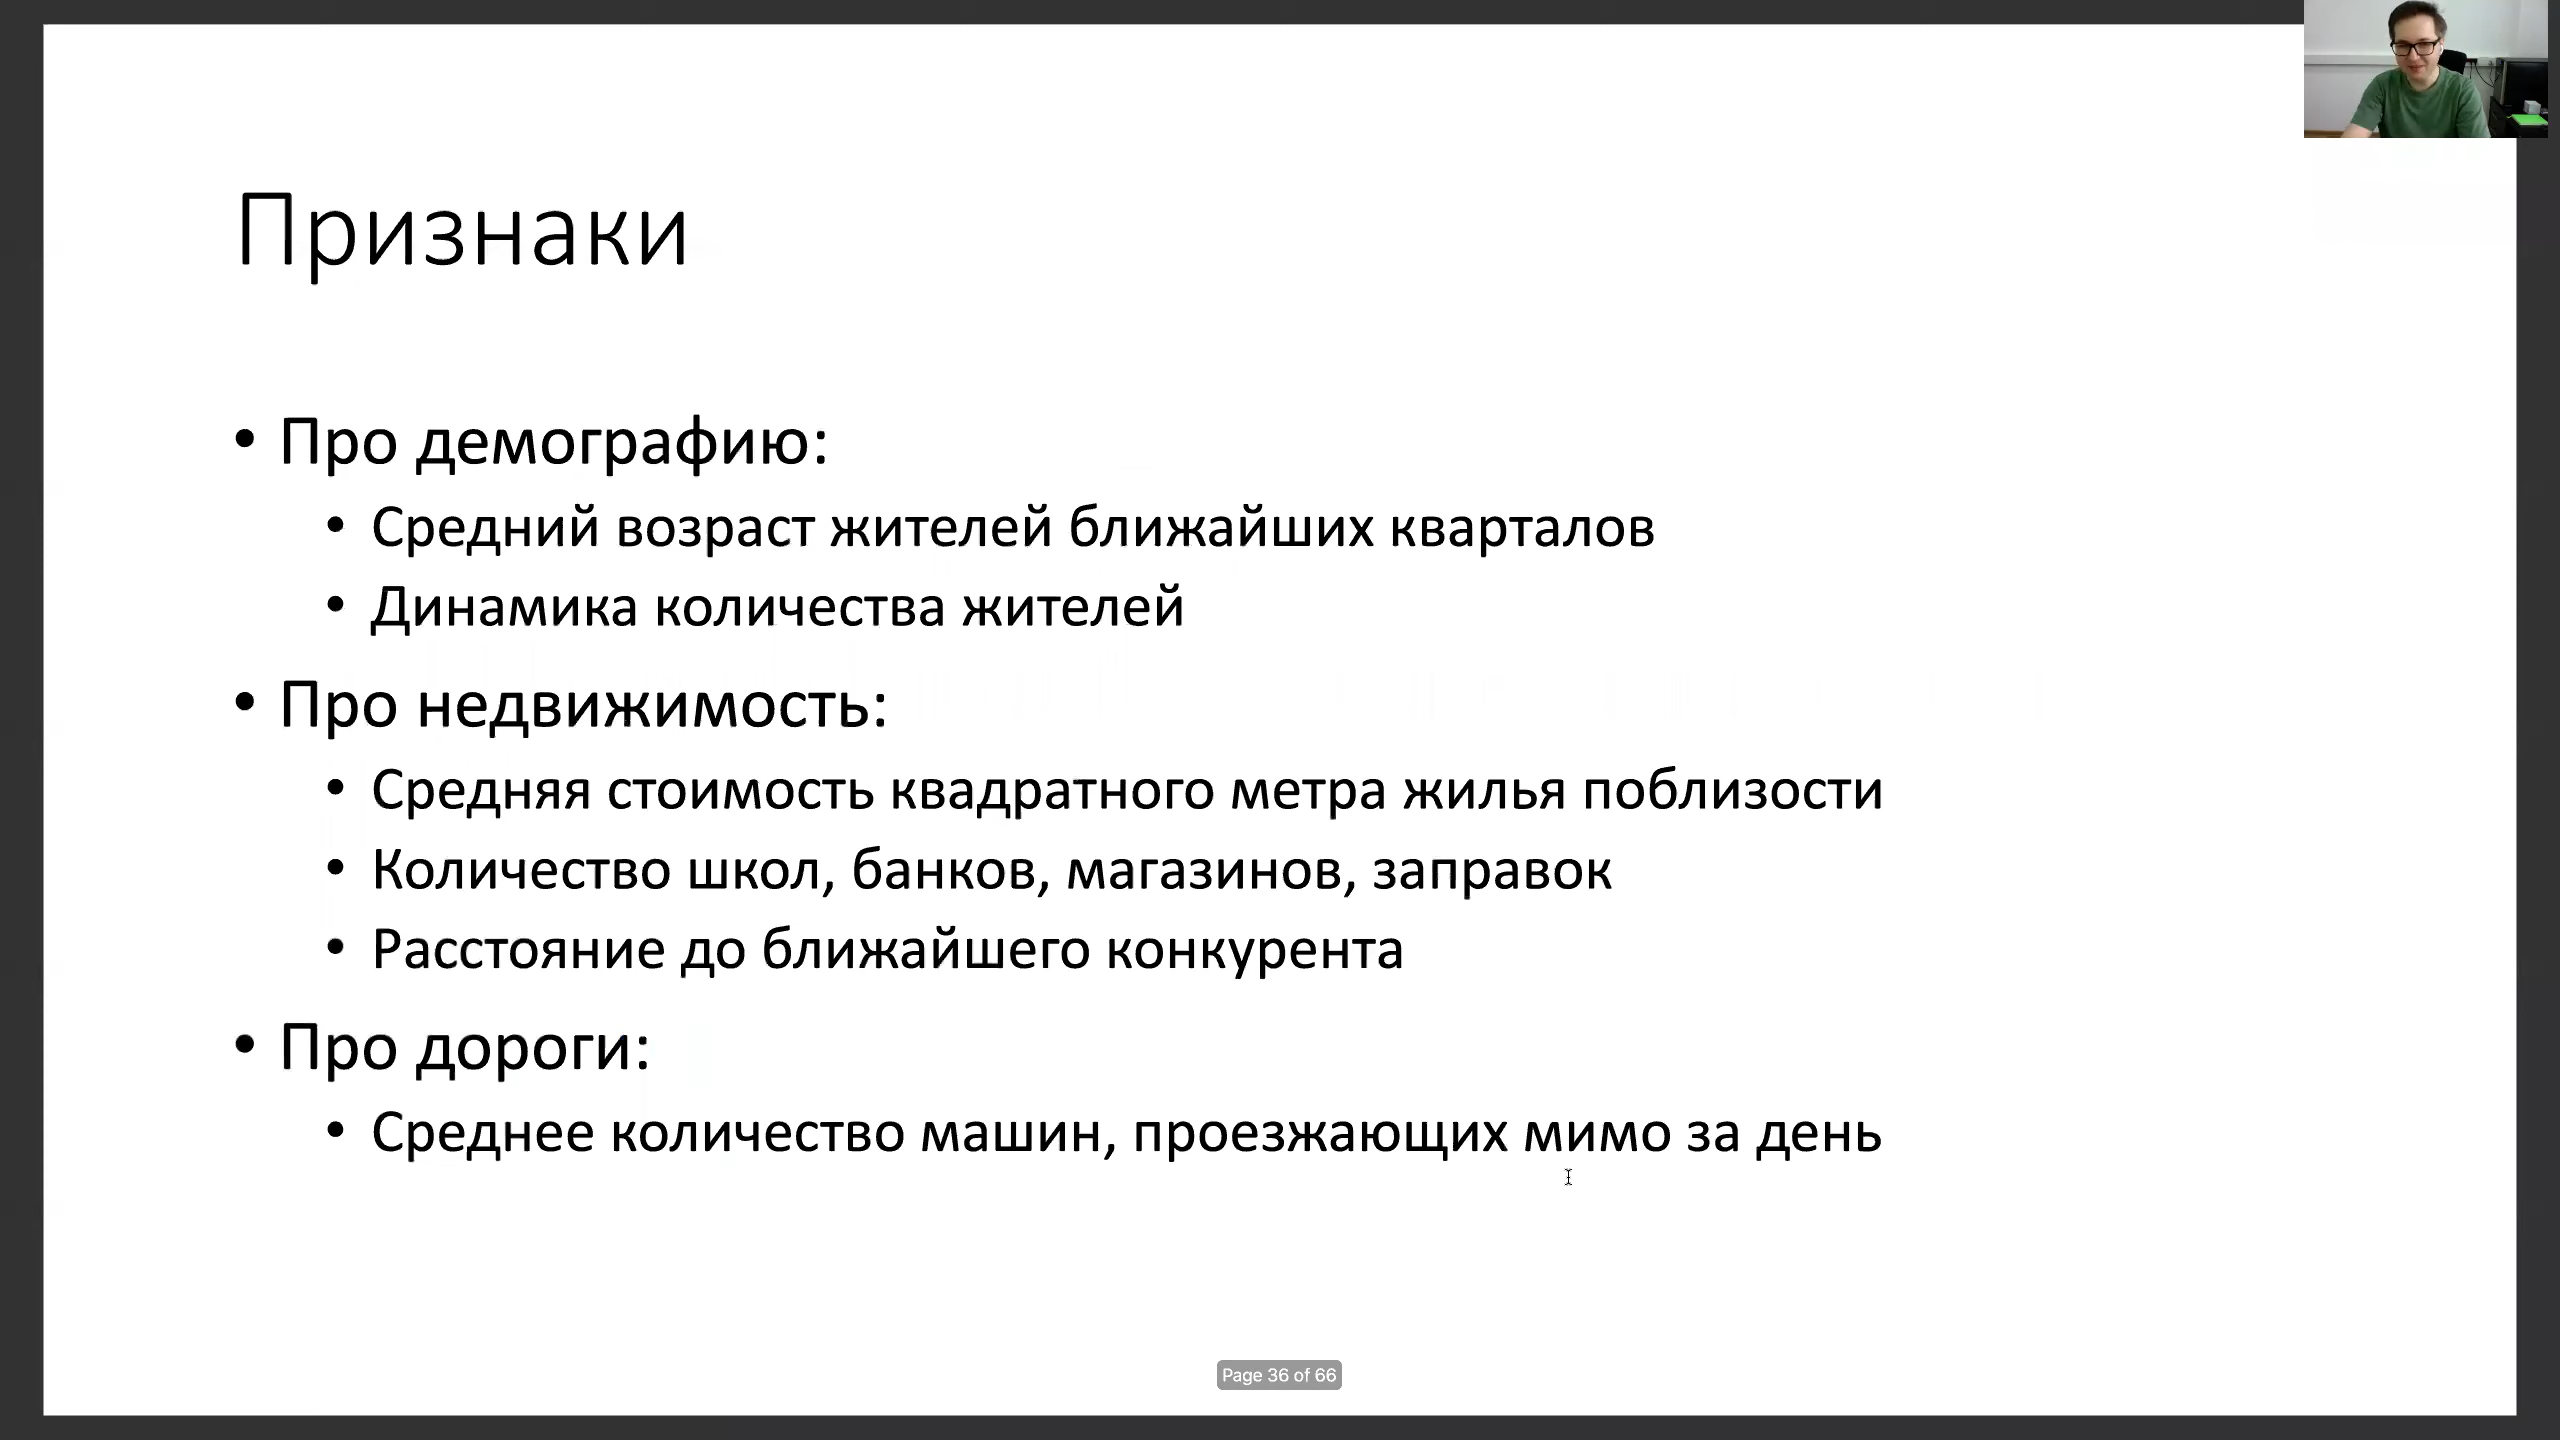 Признаки
• Про демографию:
• Средний возраст жителей ближайших кварталов
• Динамика количества жителей
• Про недвижимость:
• Средняя стоимость квадратного метра жилья поблизости
• Количество школ, банков, магазинов, заправок
• Расстояние до ближайшего конкурента
• Про дороги:
• Среднее количество машин, проезжающих мимо за день
Page 36 of 66